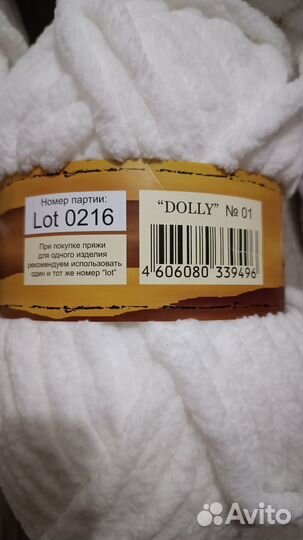 Номер партии:
Lot 0216
При покупке пряжи
для одного изделия
рекомендуем использовать
один и тот же номер "lot"
“DOLLY” № 01
4 606080 339496
Avito